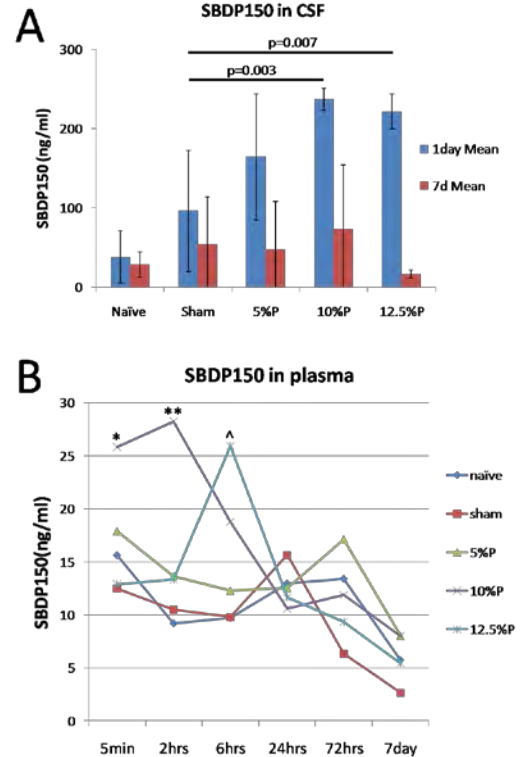 A
SBDP150 in CSF
p=0.007
p=0.003
300
200
100
0
SBDP150 (ng/ml)
1day Mean
7d Mean
Naïve Sham 5%P 10%P 12.5%P
B
SBDP150 in plasma
* ** ^
30
25
20
15
10
5
0
SBDP150(ng/ml)
naïve
sham
5%P
10%P
12.5%P
5min 2hrs 6hrs 24hrs 72hrs 7day